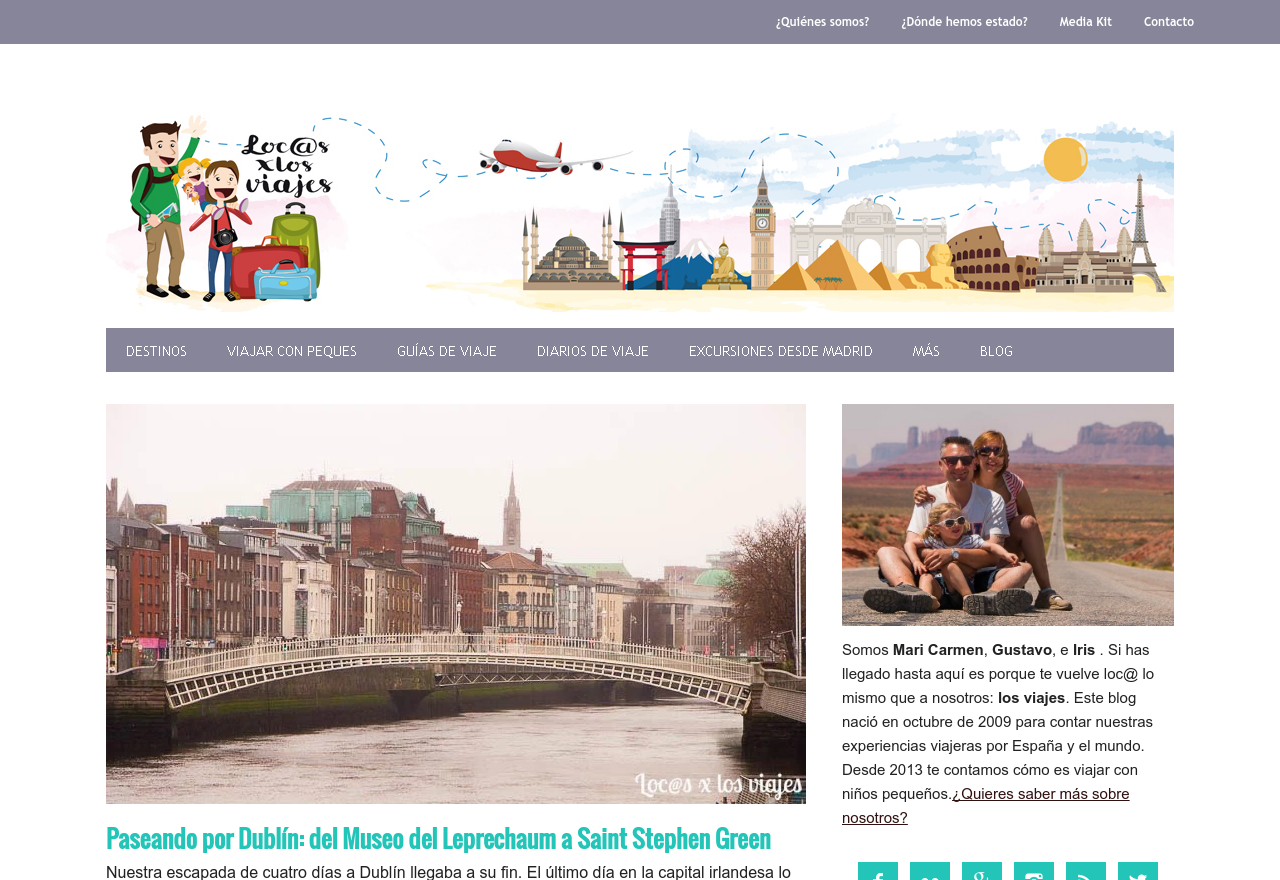 ¿Quiénes somos? ¿Dónde hemos estado? Media Kit Contacto
Loc@s
x los
viajes
DESTINOS VIAJAR CON PEQUES GUÍAS DE VIAJE DIARIOS DE VIAJE EXCURSIONES DESDE MADRID MÁS BLOG
Loc@s x los viajes
Paseando por Dublín: del Museo del Leprechaum a Saint Stephen Green
Nuestra escapada de cuatro días a Dublín llegaba a su fin. El último día en la capital irlandesa lo
Somos Mari Carmen, Gustavo, e Iris . Si has
llegado hasta aquí es porque te vuelve loc@ lo
mismo que a nosotros: los viajes. Este blog
nació en octubre de 2009 para contar nuestras
experiencias viajeras por España y el mundo.
Desde 2013 te contamos cómo es viajar con
niños pequeños.¿Quieres saber más sobre
nosotros?